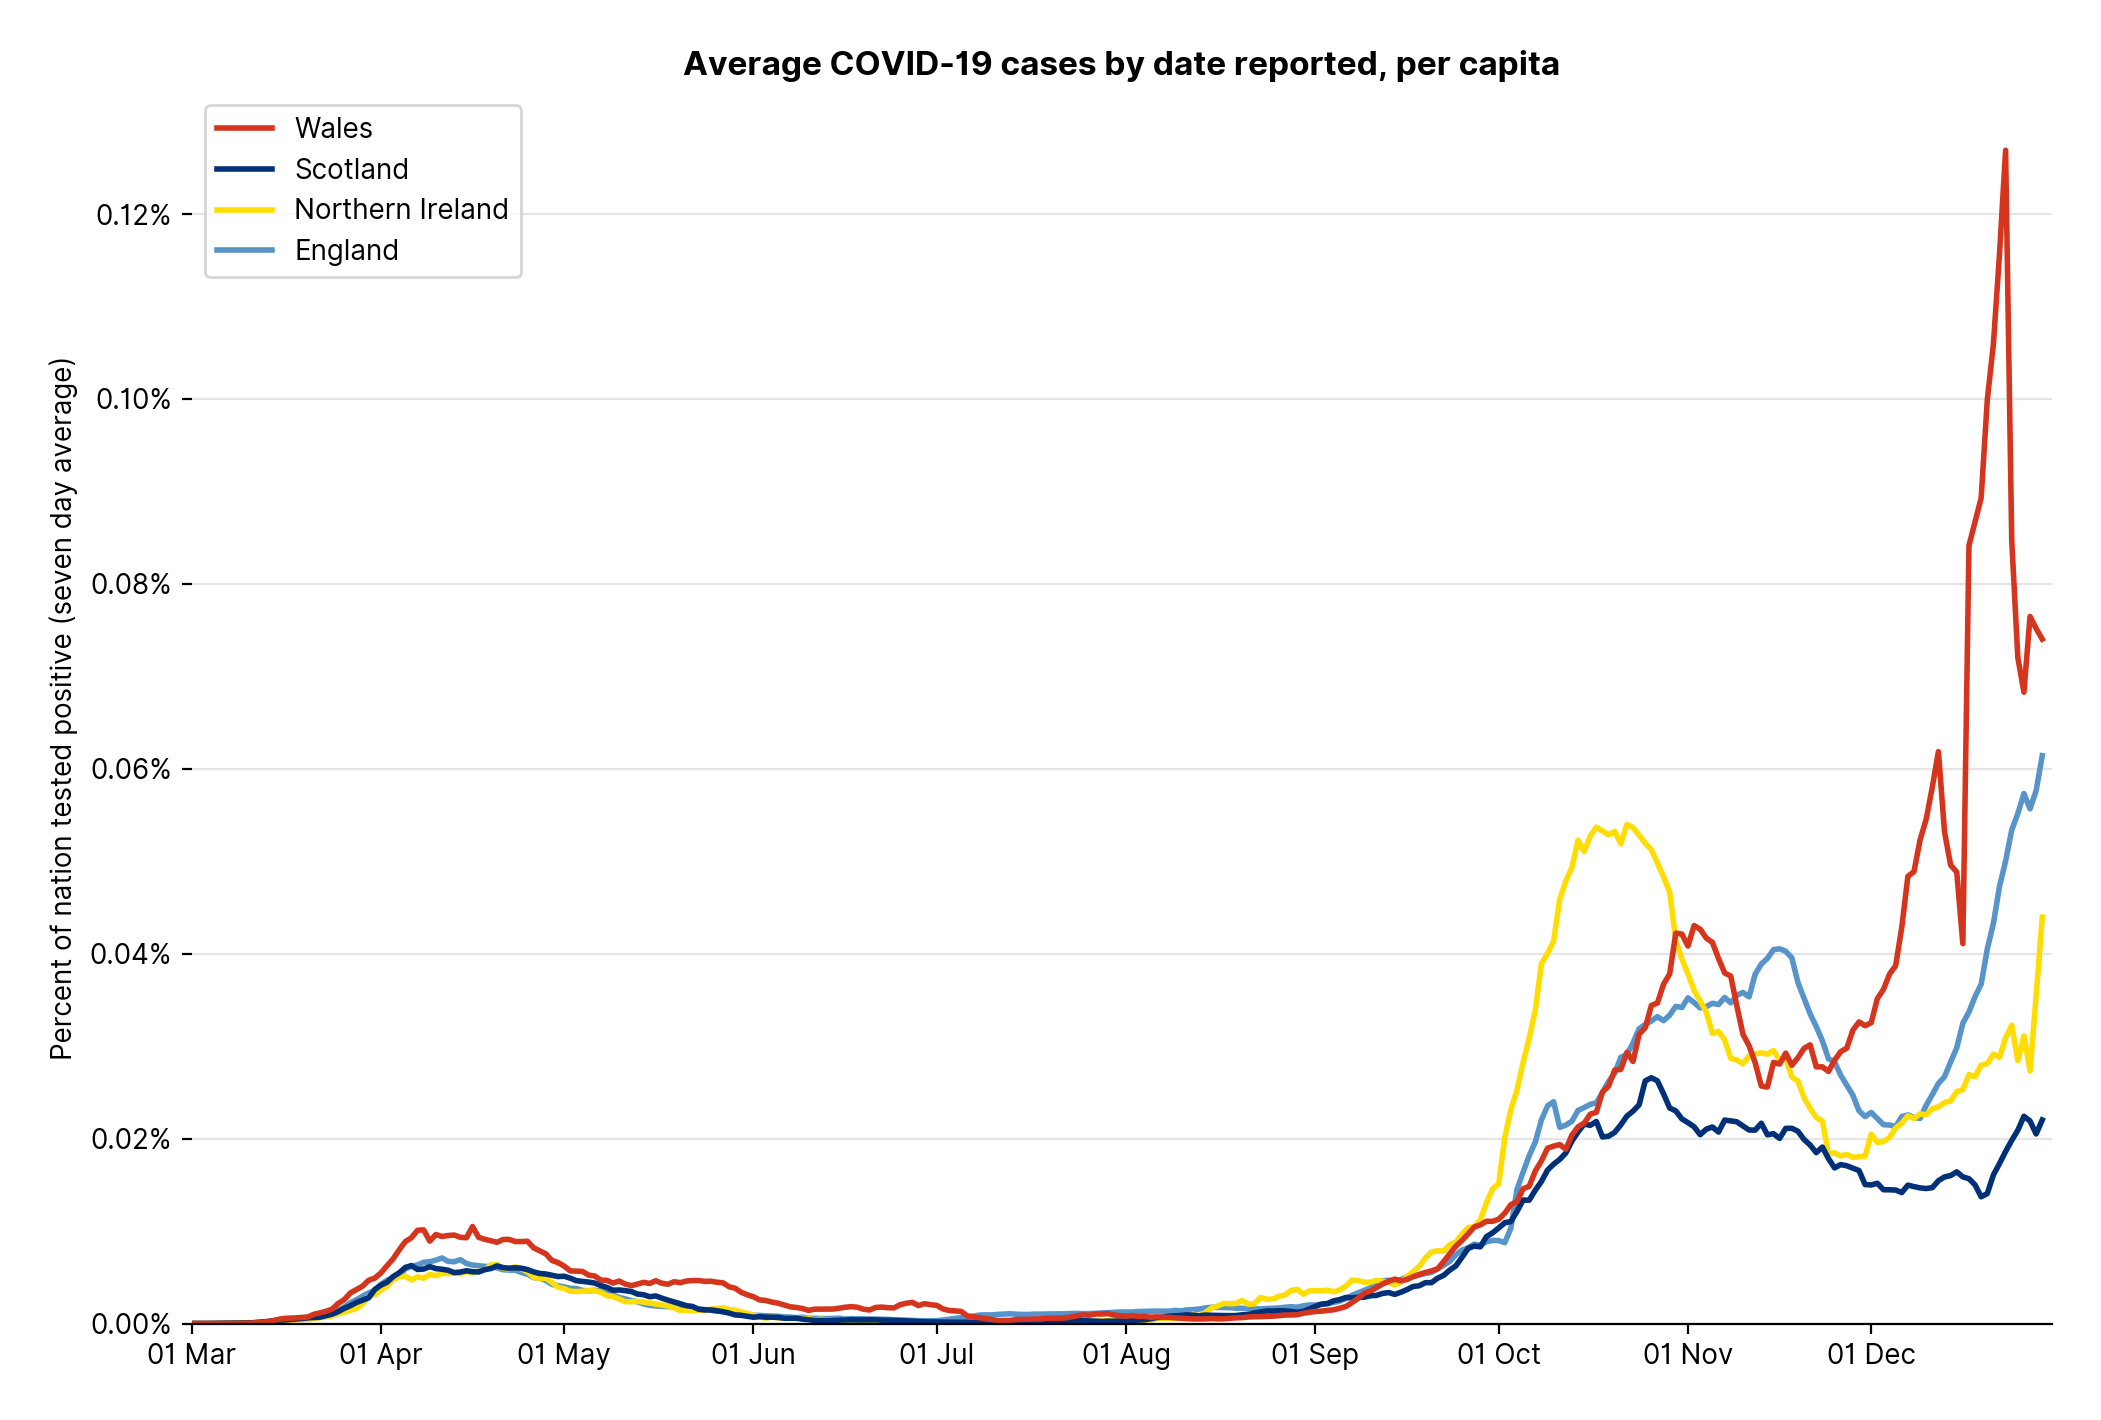 Average COVID-19 cases by date reported, per capita
Wales
Scotland
Northern Ireland
England
Percent of nation tested positive (seven day average)
0.12%
0.10%
0.08%
0.06%
0.04%
0.02%
0.00%
01 Mar
01 Apr
01 May
01 Jun
01 Jul
01 Aug
01 Sep
01 Oct
01 Nov
01 Dec